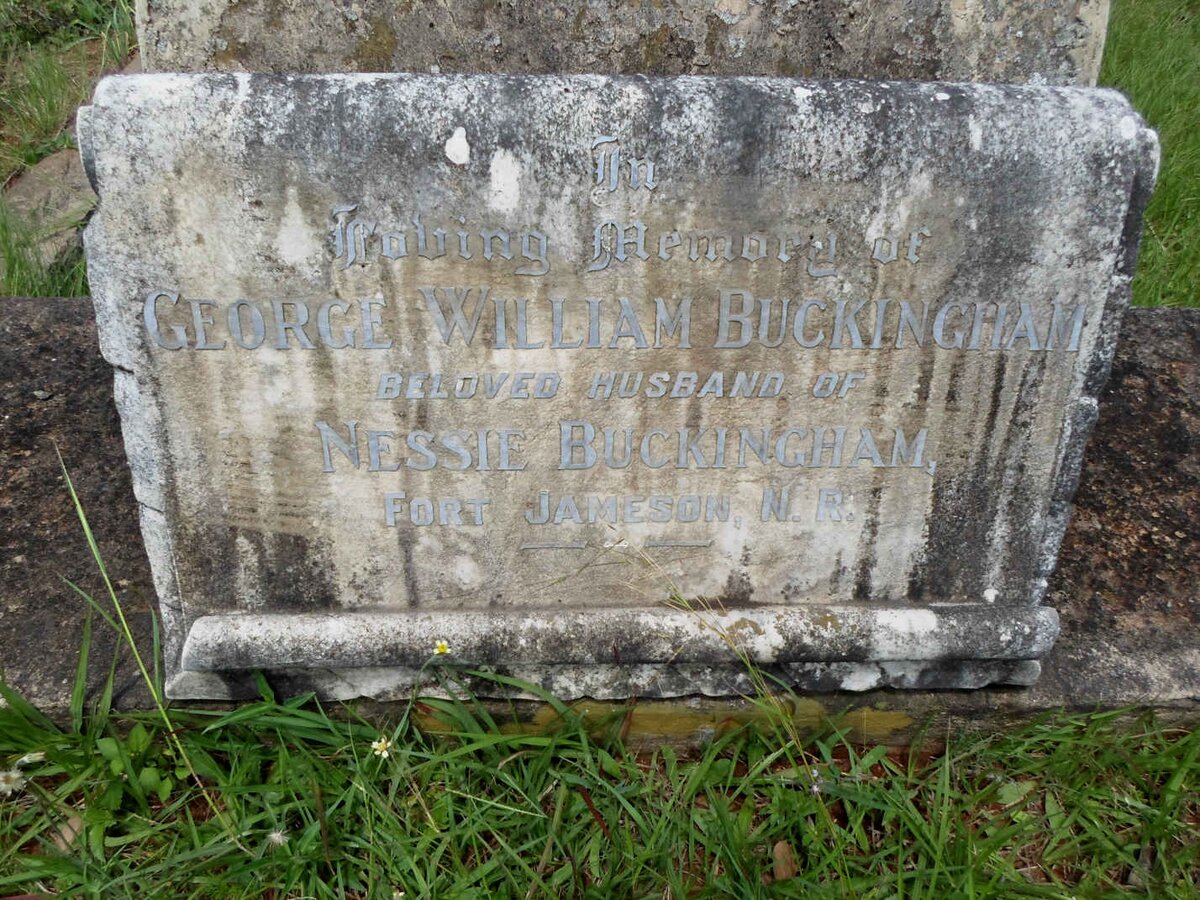 In
Loving Memory of
GEORGE WILLIAM BUCKINGHAM
BELOVED HUSBAND OF
NESSIE BUCKINGHAM,
FORT JAMESON, N. R.